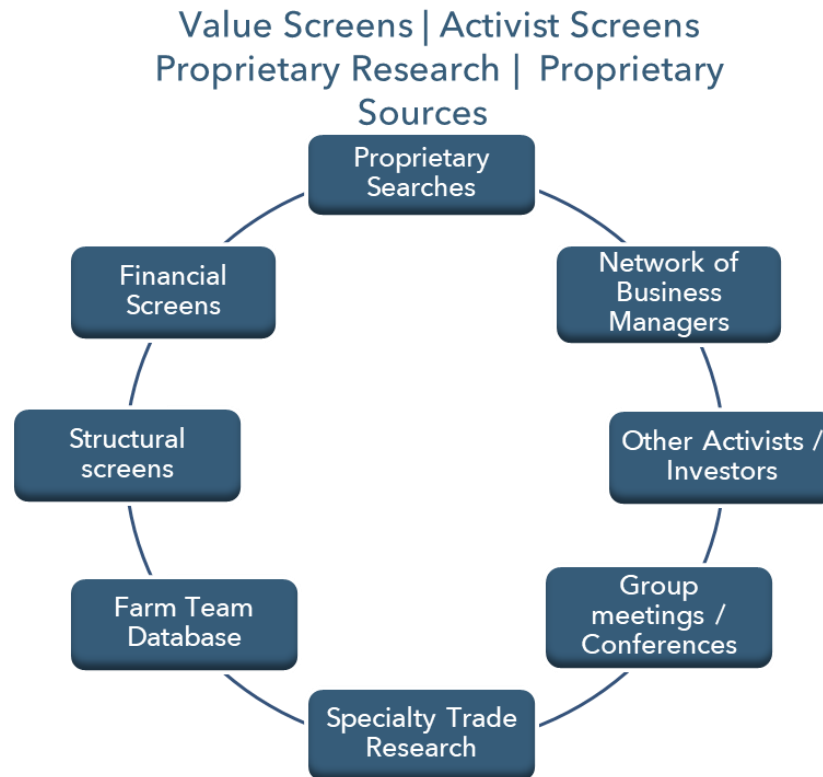 Value Screens | Activist Screens
Proprietary Research | Proprietary
Sources
Proprietary
Searches
Financial
Screens
Network of
Business
Managers
Structural
screens
Other Activists /
Investors
Farm Team
Database
Group
meetings /
Conferences
Specialty Trade
Research